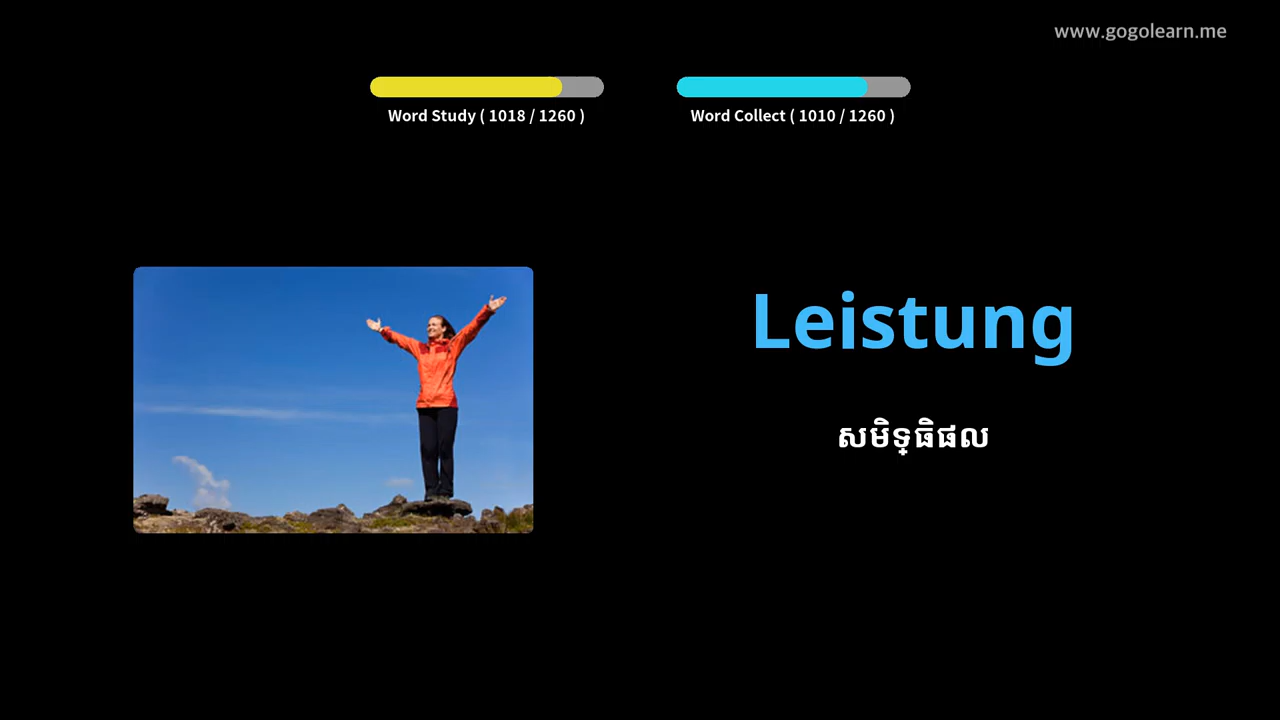 www.gogolearn.me
Word Study ( 1018 / 1260 )
Word Collect ( 1010 / 1260 )
Leistung
សមិទ្ធិផល